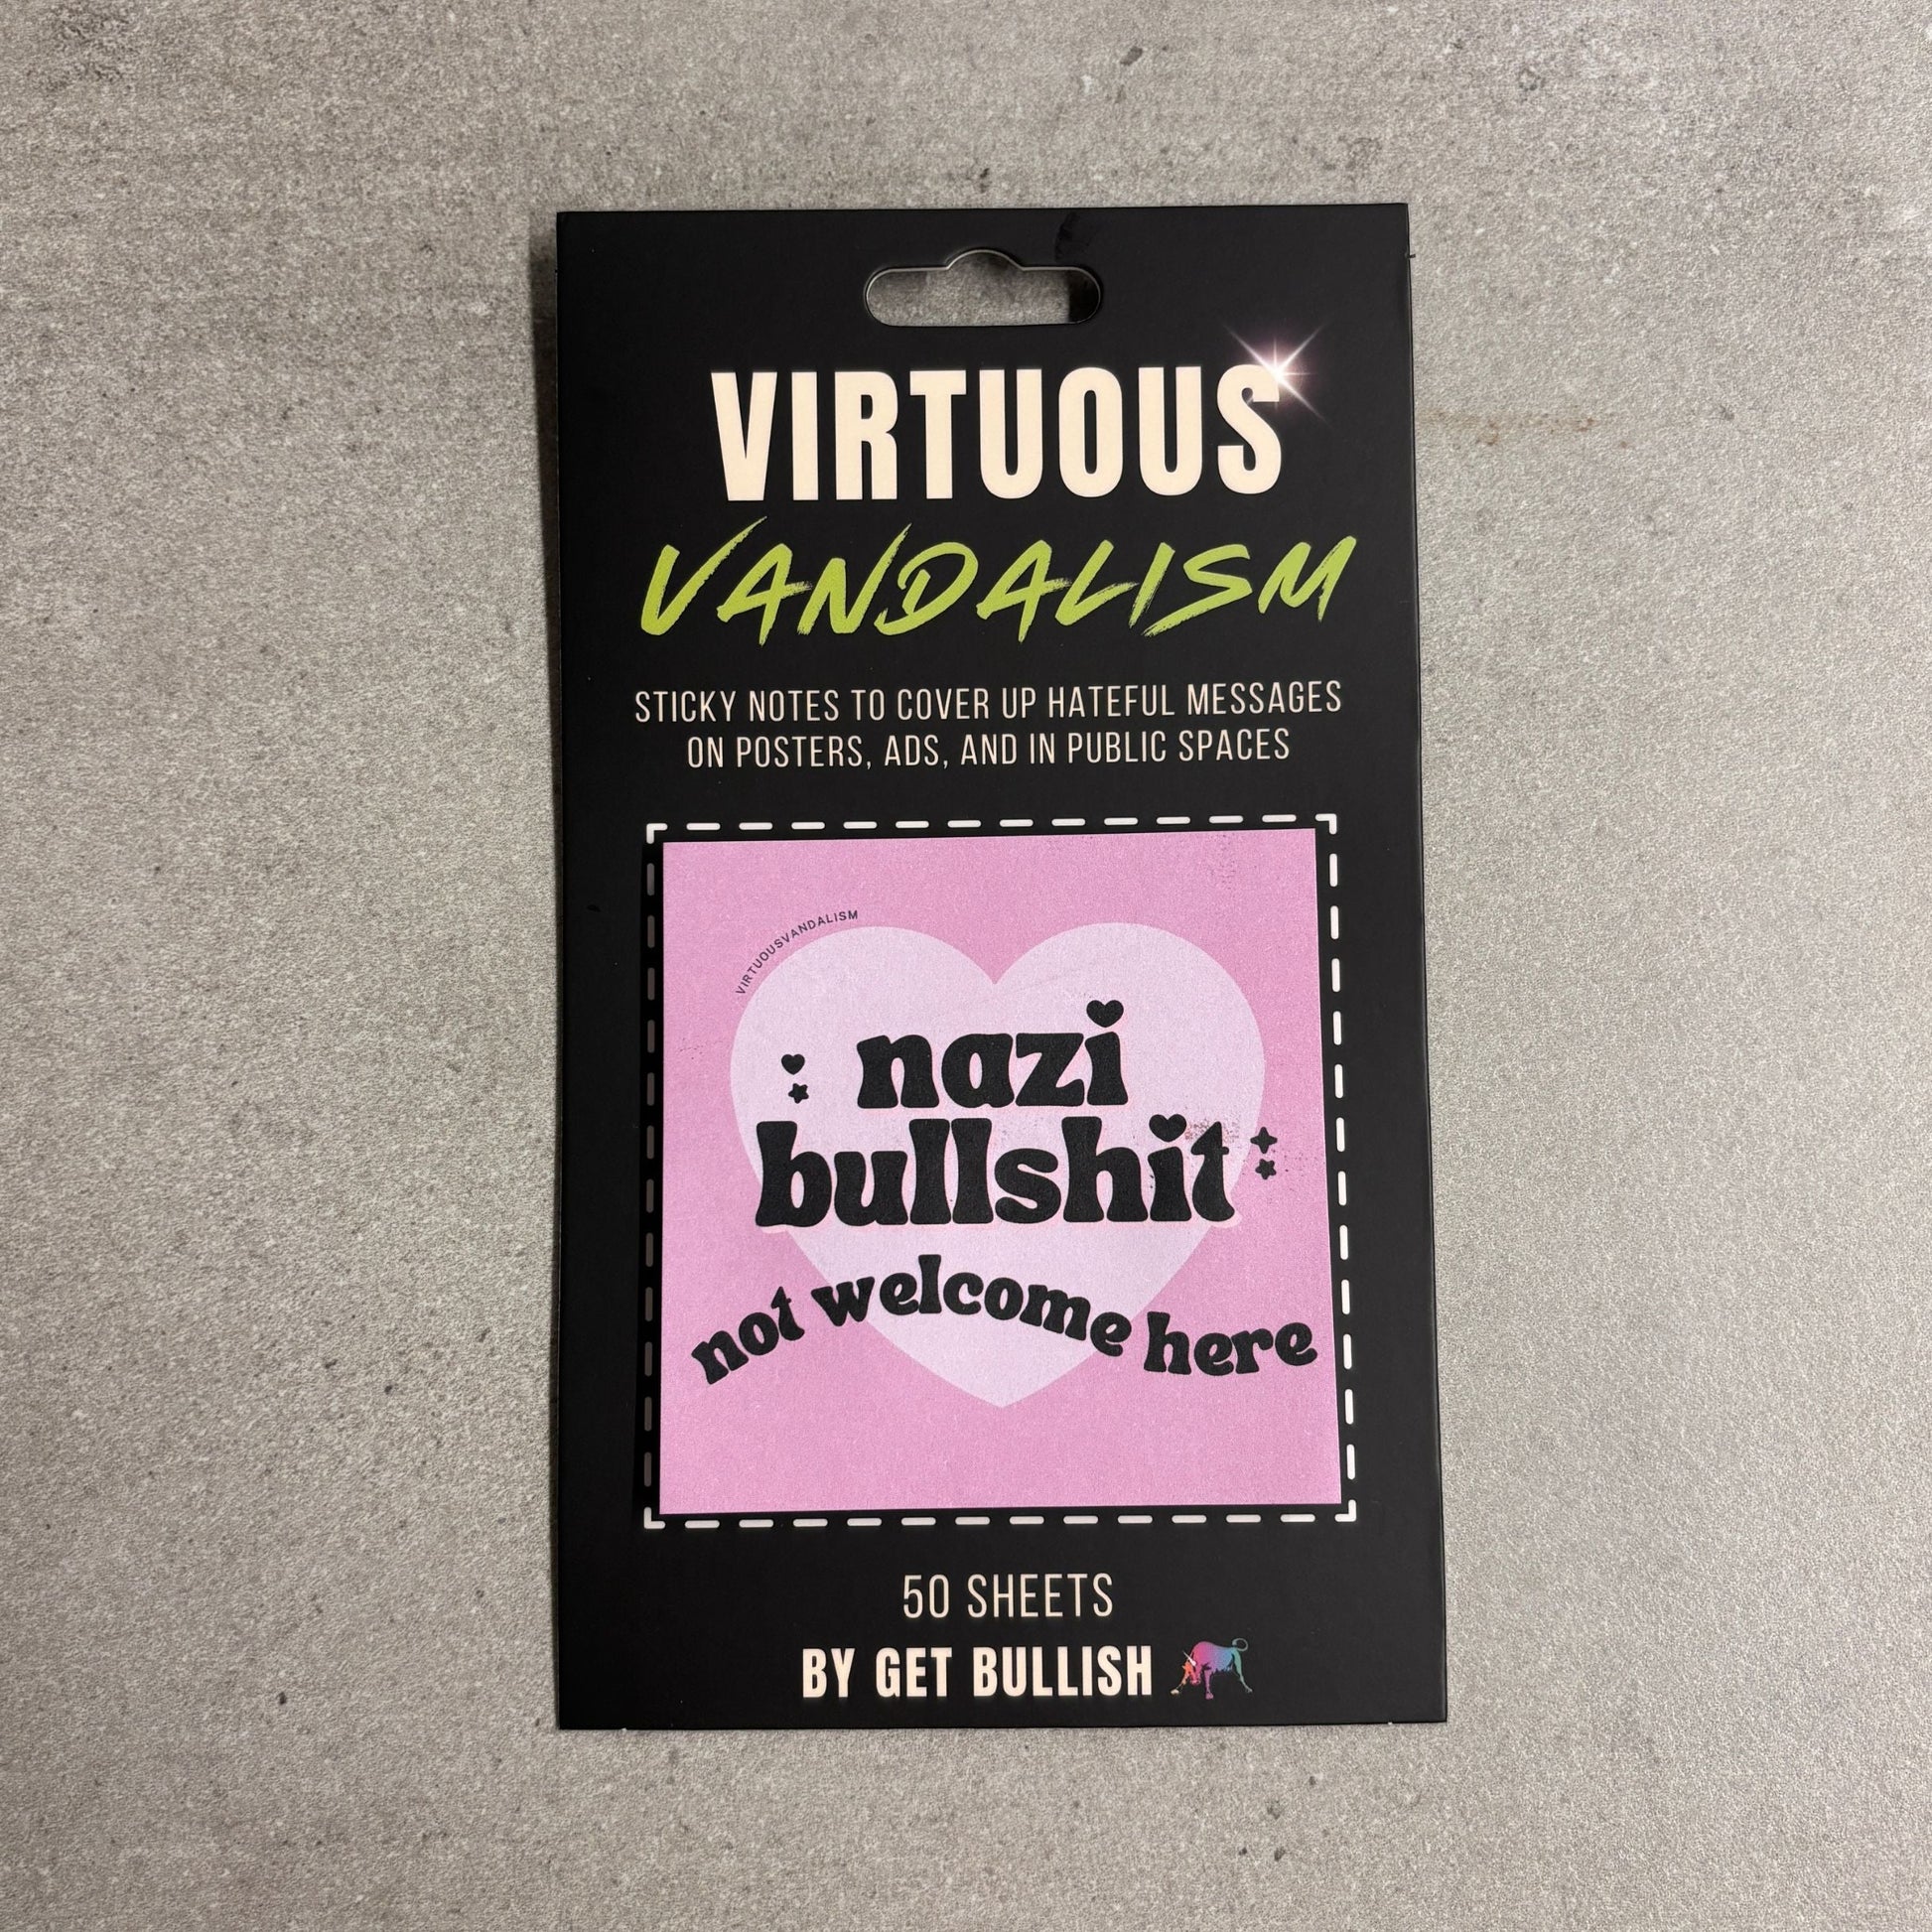 VIRTUOUS
VANDALISM
STICKY NOTES TO COVER UP HATEFUL MESSAGES
ON POSTERS, ADS, AND IN PUBLIC SPACES
VIRTUOUSVANDALISM
nazi
bullshit
not welcome here
50 SHEETS
BY GET BULLISH